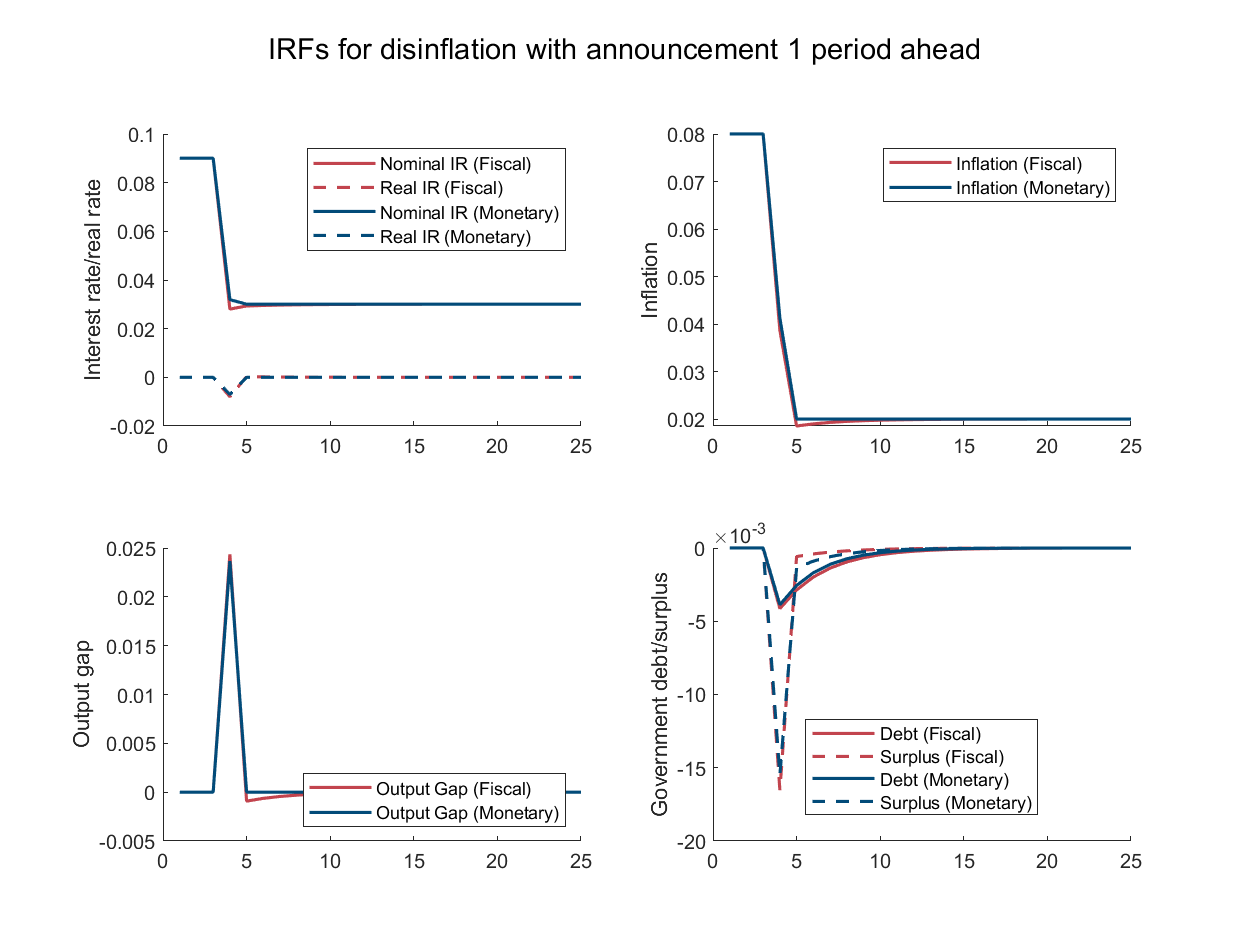 IRFs for disinflation with announcement 1 period ahead
Interest rate/real rate
0.1
0.08
0.06
0.04
0.02
0
-0.02
0 5 10 15 20 25
Nominal IR (Fiscal)
Real IR (Fiscal)
Nominal IR (Monetary)
Real IR (Monetary)
Inflation
0.08
0.07
0.06
0.05
0.04
0.03
0.02
0 5 10 15 20 25
Inflation (Fiscal)
Inflation (Monetary)
Output gap
0.025
0.02
0.015
0.01
0.005
0
-0.005
0 5 10 15 20 25
Output Gap (Fiscal)
Output Gap (Monetary)
Government debt/surplus
×10-3
0
-5
-10
-15
-20
0 5 10 15 20 25
Debt (Fiscal)
Surplus (Fiscal)
Debt (Monetary)
Surplus (Monetary)